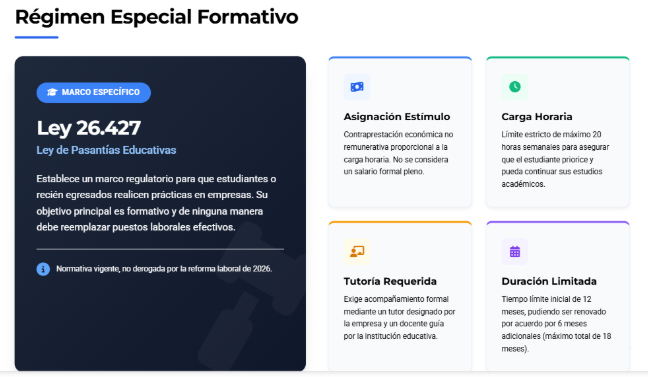 Régimen Especial Formativo
MARCO ESPECÍFICO
Ley 26.427
Ley de Pasantías Educativas
Establece un marco regulatorio para que estudiantes o
recién egresados realicen prácticas en empresas. Su
objetivo principal es formativo y de ninguna manera
debe reemplazar puestos laborales efectivos.
Normativa vigente, no derogada por la reforma laboral de 2026.
Asignación Estímulo
Contraprestación económica no
remunerativa proporcional a la
carga horaria. No se considera
un salario formal pleno.
Carga Horaria
Límite estricto de máximo 20
horas semanales para asegurar
que el estudiante priorice y
pueda continuar sus estudios
académicos.
Tutoría Requerida
Exige acompañamiento formal
mediante un tutor designado por
la empresa y un docente guía
por la institución educativa.
Duración Limitada
Tiempo límite inicial de 12
meses, pudiendo ser renovado
por acuerdo por 6 meses
adicionales (máximo total de 18
meses).